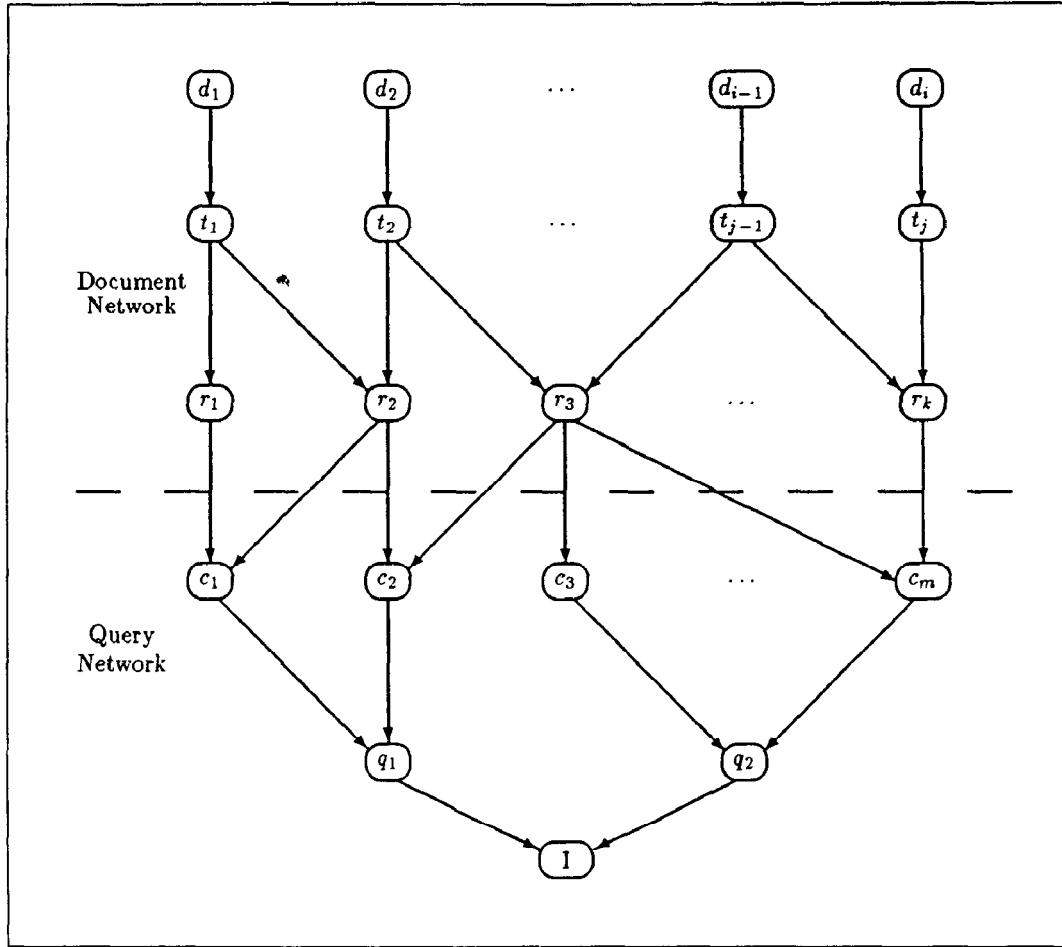 d₁ d₂ ... dᵢ₋₁ dᵢ
t₁ t₂ ... tⱼ₋₁ tⱼ
Document
Network
r₁ r₂ r₃ ... rₖ
c₁ c₂ c₃ ... cₘ
Query
Network
q₁ q₂
I